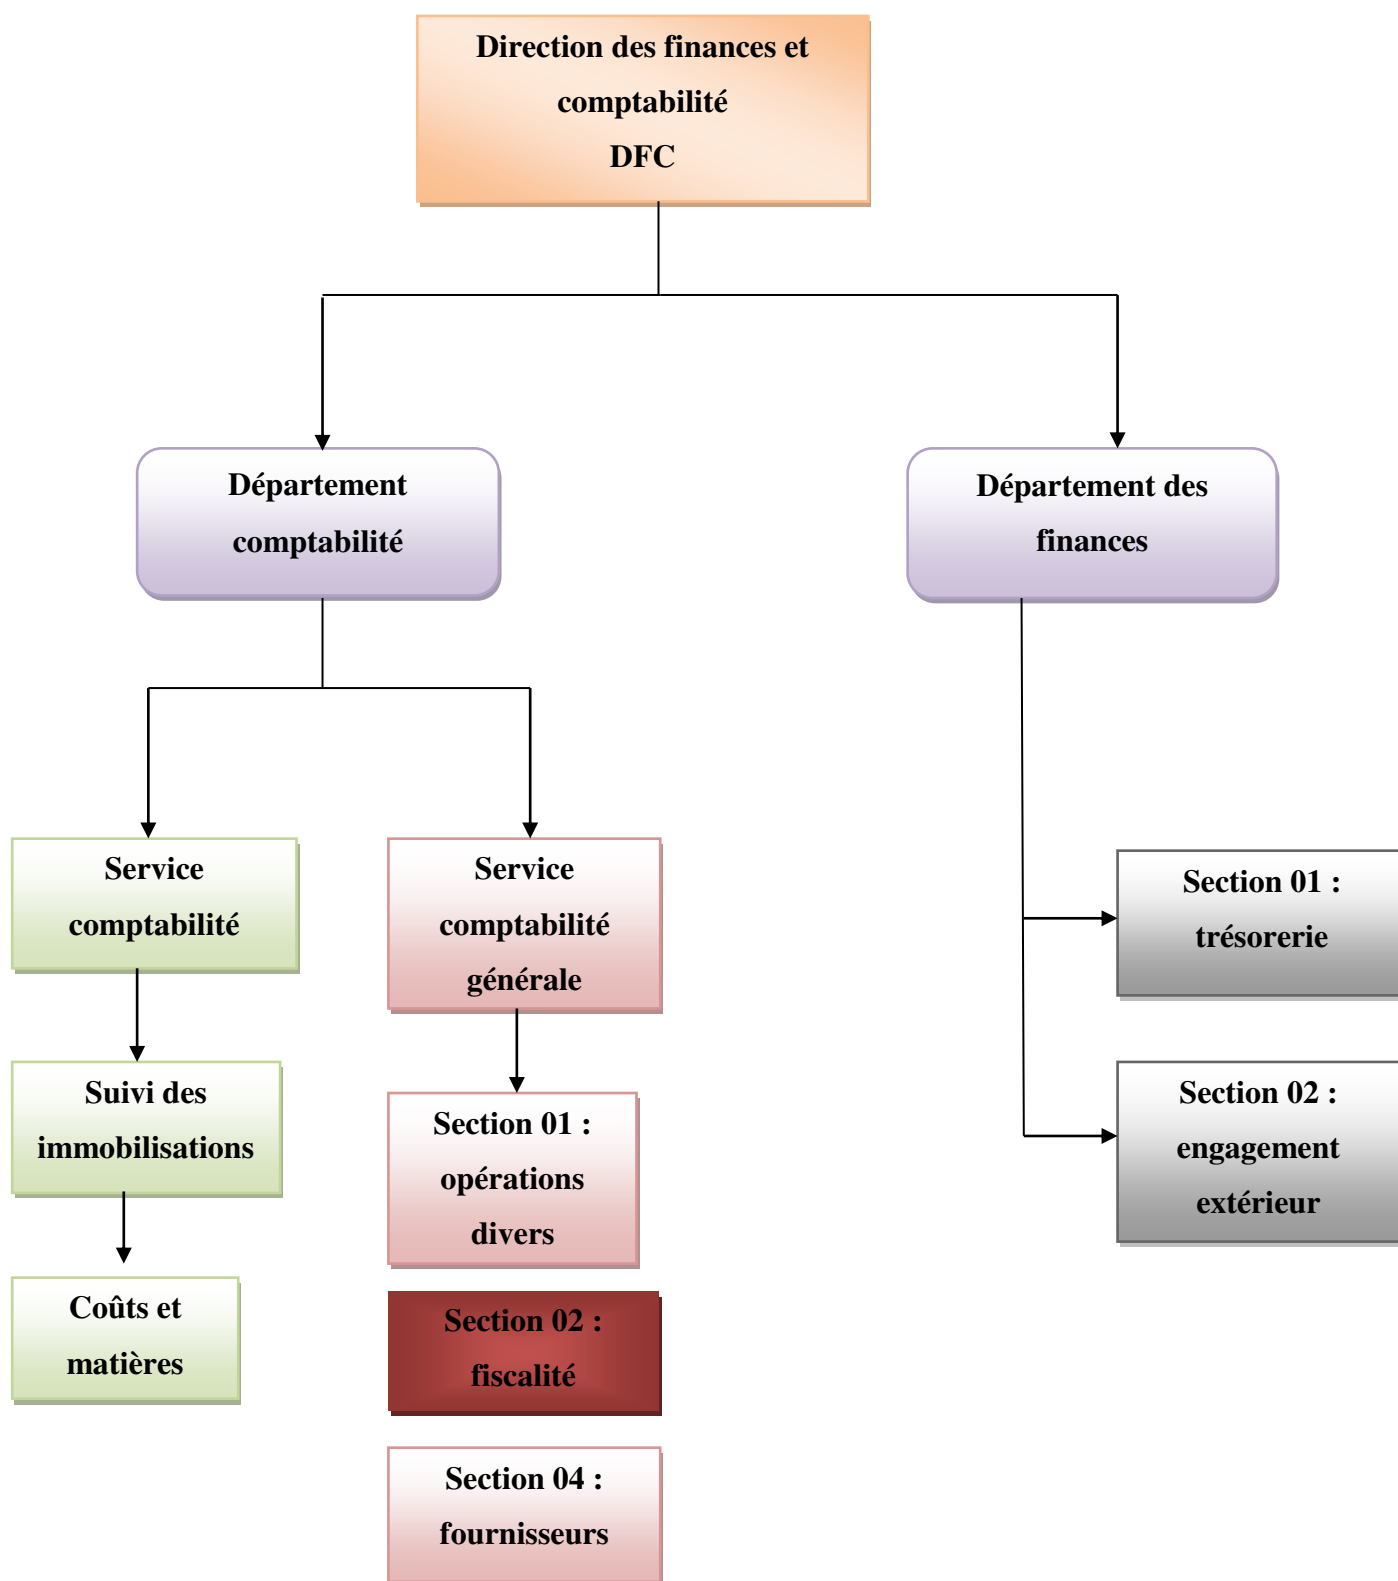 Direction des finances et
comptabilité
DFC
Département
comptabilité
Département des
finances
Service
comptabilité
Service
comptabilité
générale
Section 01 :
trésorerie
Suivi des
immobilisations
Section 01 :
opérations
divers
Section 02 :
engagement
extérieur
Coûts et
matières
Section 02 :
fiscalité
Section 04 :
fournisseurs